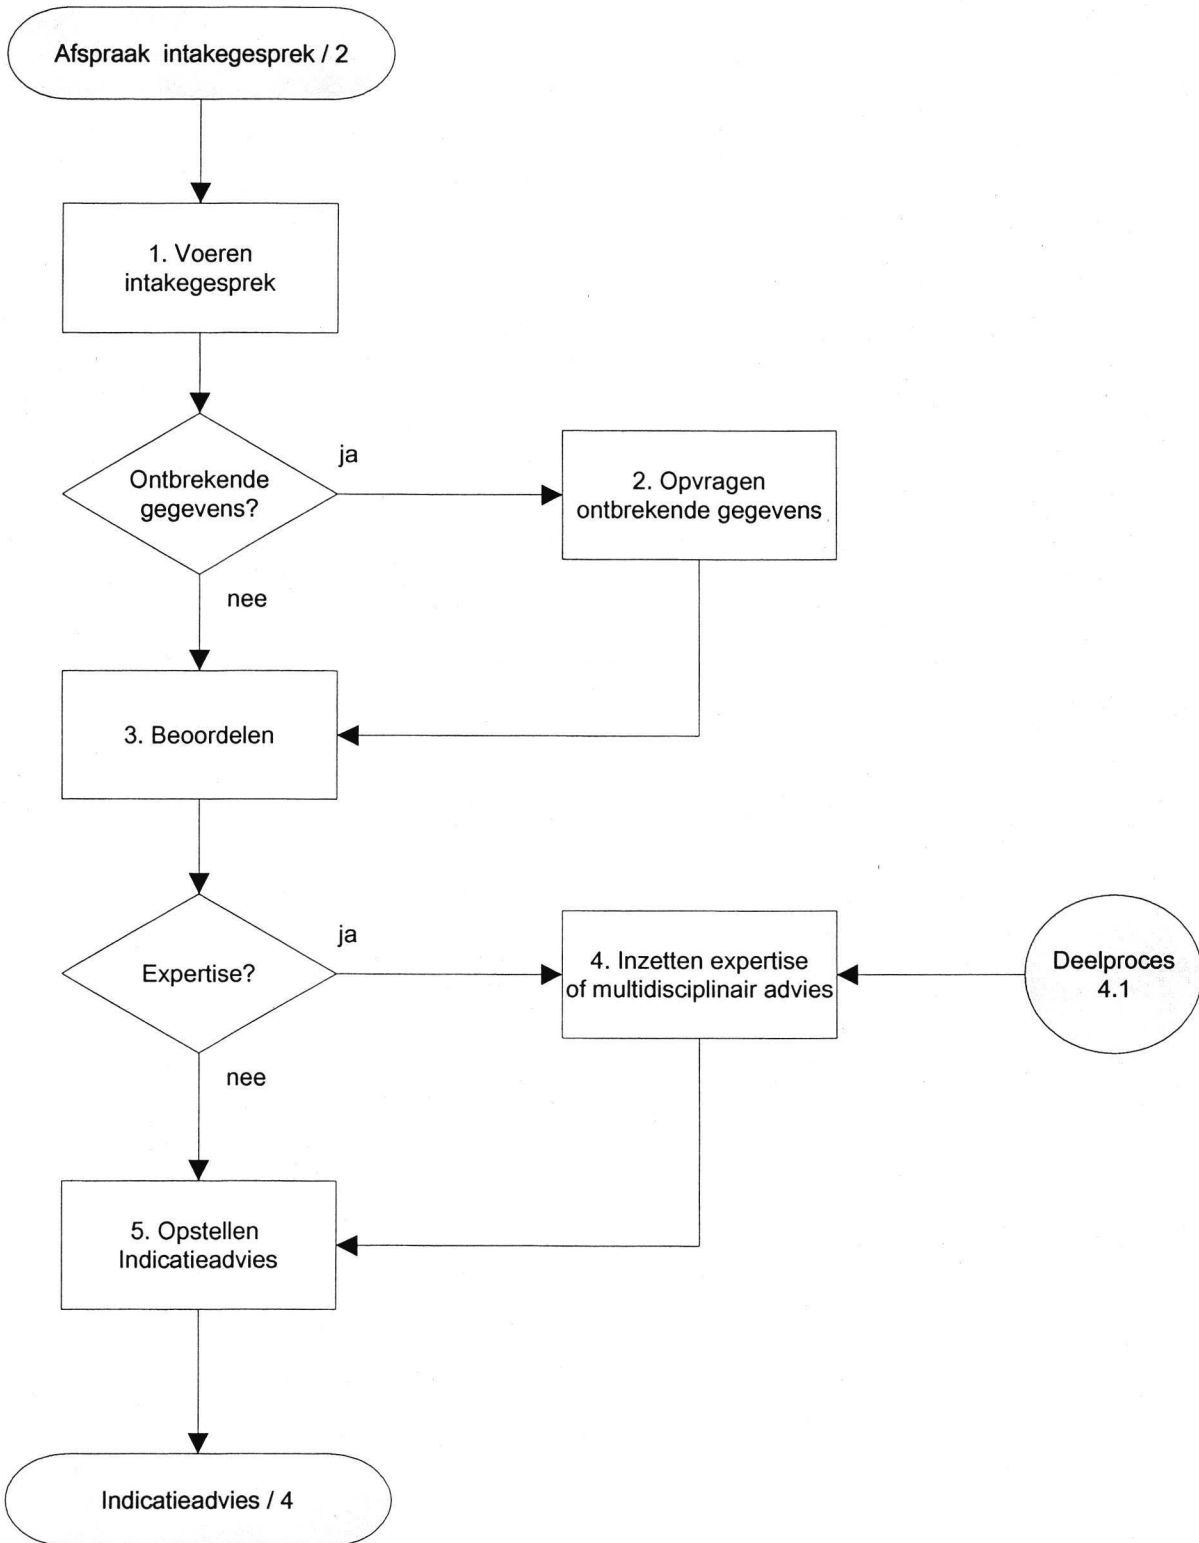 Afspraak intakegesprek / 2
1. Voeren
intakegesprek
Ontbrekende
gegevens?
ja
2. Opvragen
ontbrekende gegevens
nee
3. Beoordelen
Expertise?
ja
4. Inzetten expertise
of multidisciplinair advies
Deelproces
4.1
nee
5. Opstellen
Indicatieadvies
Indicatieadvies / 4